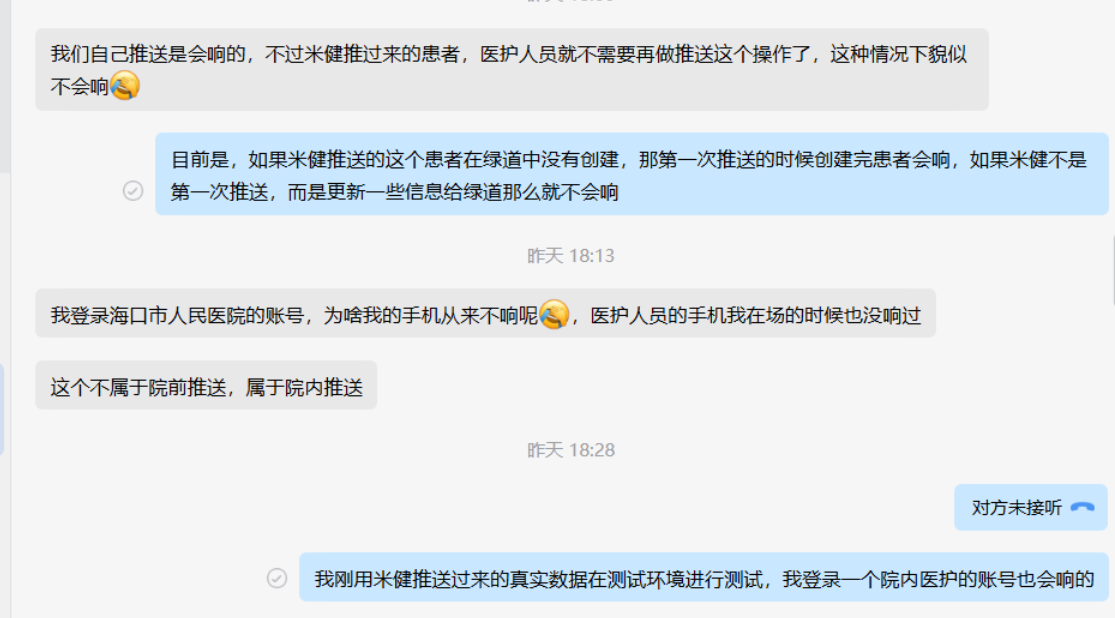 我们自己推送是会响的，不过米健推过来的患者，医护人员就不需要再做推送这个操作了，这种情况下貌似
不会响
目前是，如果米健推送的这个患者在绿道中没有创建，那第一次推送的时候创建完患者会响，如果米健不是
第一次推送，而是更新一些信息给绿道那么就不会响
昨天 18:13
我登录海口市人民医院的账号，为啥我的手机从来不响呢，医护人员的手机我在场的时候也没响过
这个不属于院前推送，属于院内推送
昨天 18:28
对方未接听
我刚用米健推送过来的真实数据在测试环境进行测试，我登录一个院内医护的账号也会响的